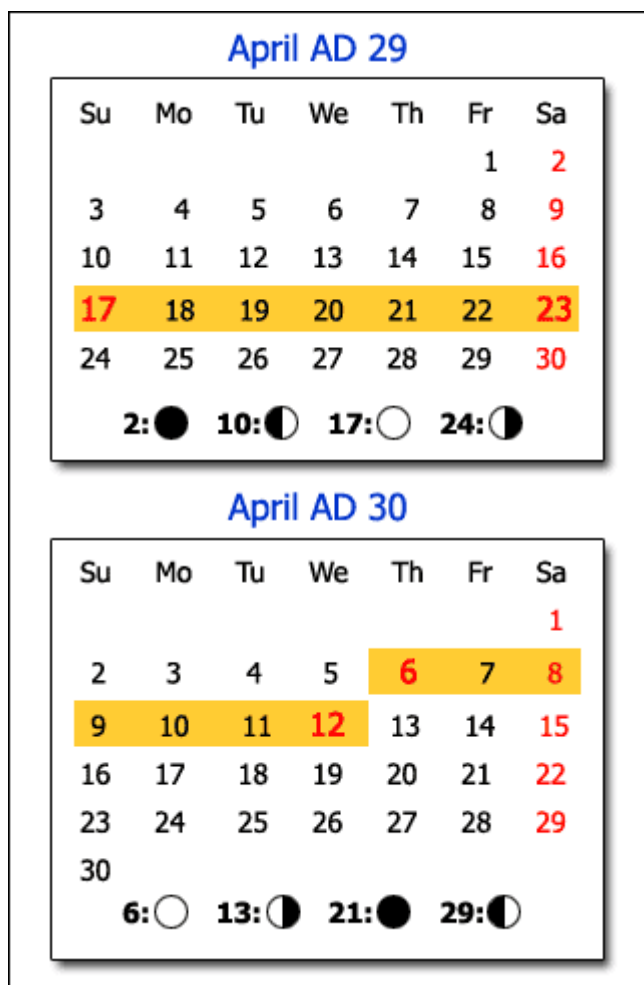 April AD 29
Su Mo Tu We Th Fr Sa
1 2
3 4 5 6 7 8 9
10 11 12 13 14 15 16
17 18 19 20 21 22 23
24 25 26 27 28 29 30
2: 10: 17: 24:
April AD 30
Su Mo Tu We Th Fr Sa
1
2 3 4 5 6 7 8
9 10 11 12 13 14 15
16 17 18 19 20 21 22
23 24 25 26 27 28 29
30
6: 13: 21: 29: